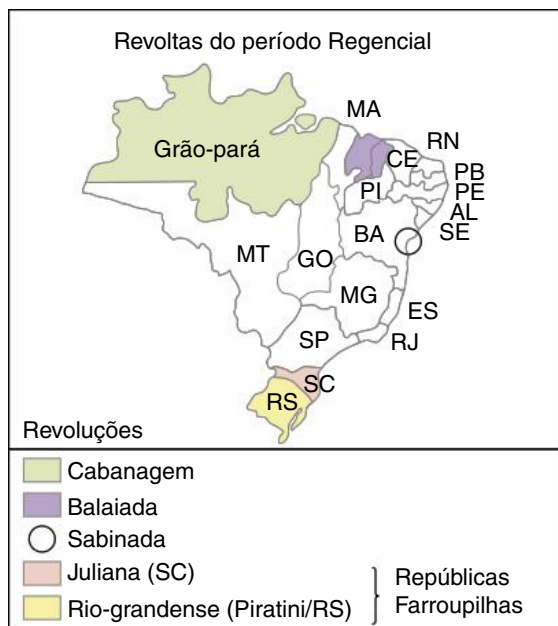 Revoltas do período Regencial
MA
Grão-pará
RN
CE
PB
PI
PE
AL
BA
SE
MT
GO
MG
ES
SP
RJ
SC
RS
Revoluções
Cabanagem
Balaiada
Sabinada
Juliana (SC)
Rio-grandense (Piratini/RS)
Repúblicas
Farroupilhas